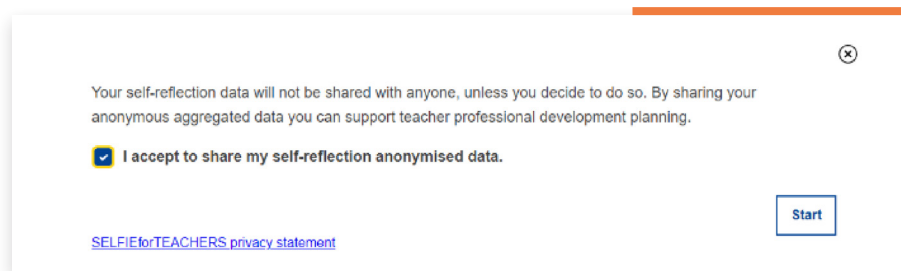 Your self-reflection data will not be shared with anyone, unless you decide to do so. By sharing your
anonymous aggregated data you can support teacher professional development planning.
I accept to share my self-reflection anonymised data.
Start
SELFIEforTEACHERS privacy statement